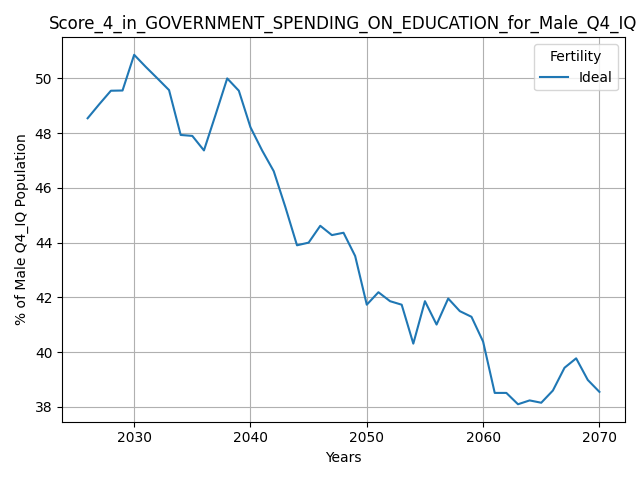 Score_4_in_GOVERNMENT_SPENDING_ON_EDUCATION_for_Male_Q4_IQ
Fertility
Ideal
50
48
46
44
42
40
38
% of Male Q4_IQ Population
2030 2040 2050 2060 2070
Years